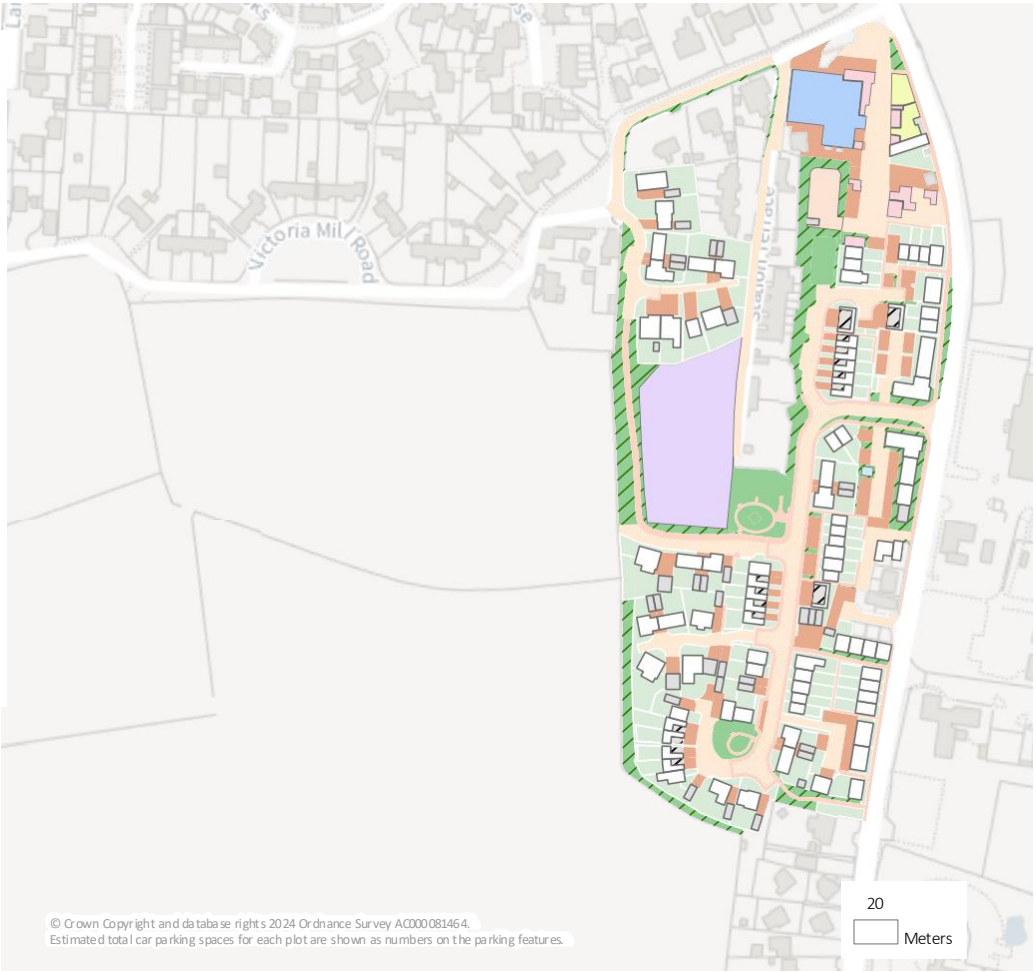 Victoria Mill Road
Station Terrace
© Crown Copyright and database rights 2024 Ordnance Survey AC000081464.
Estimated total car parking spaces for each plot are shown as numbers on the parking features.
20
Meters